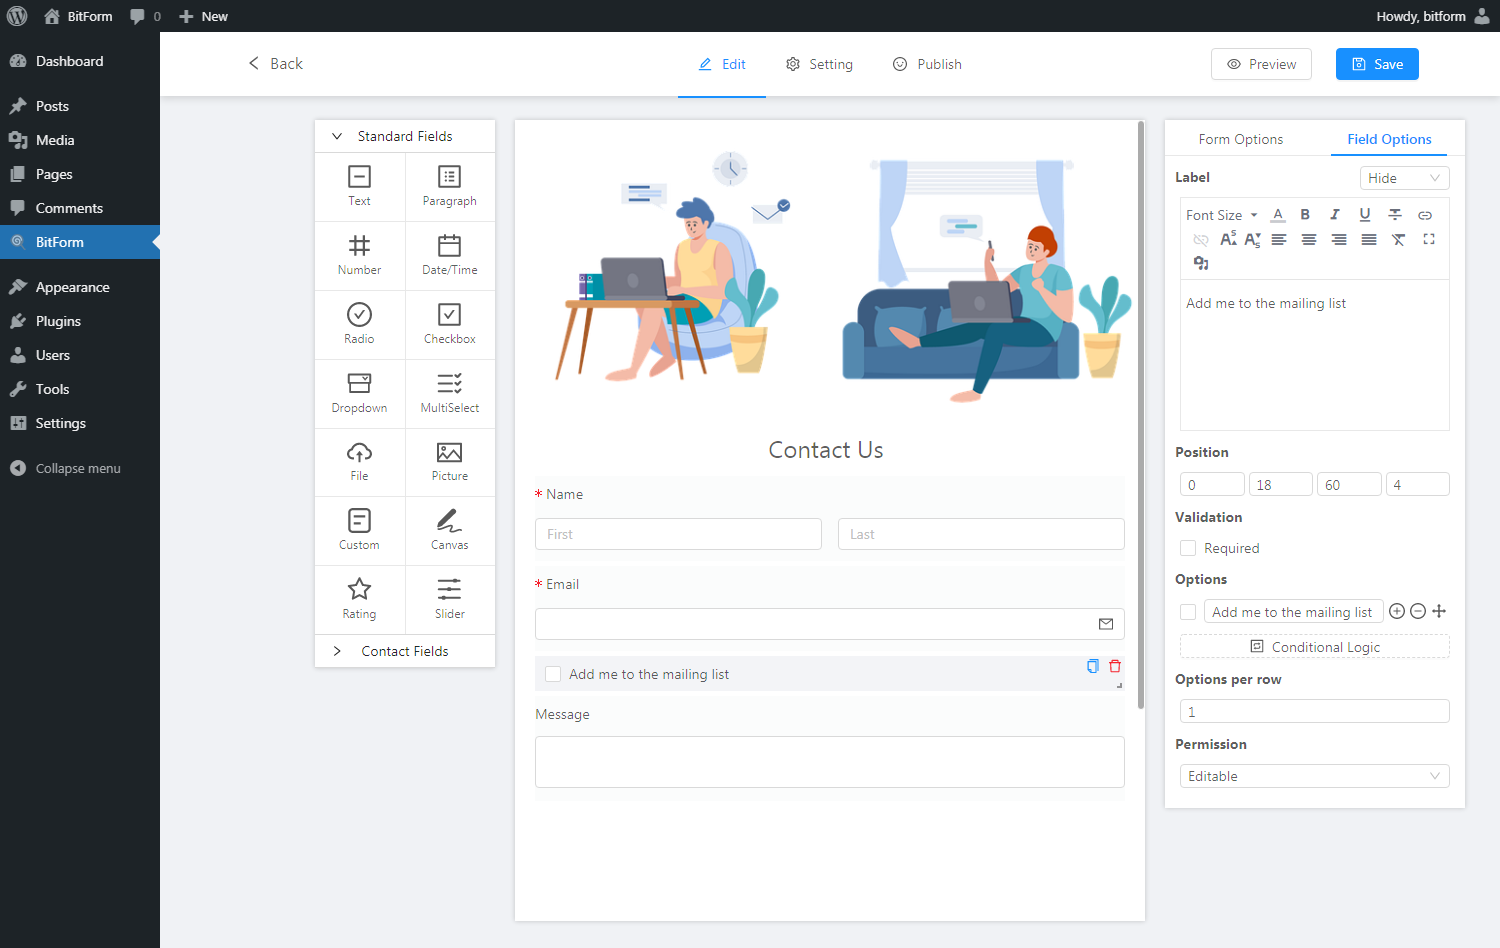 BitForm 0 New Howdy, bitform
Dashboard
Posts
Media
Pages
Comments
BitForm
Appearance
Plugins
Users
Tools
Settings
Collapse menu
Back Edit Setting Publish Preview Save
Standard Fields
Text Paragraph
Number Date/Time
Radio Checkbox
Dropdown MultiSelect
File Picture
Custom Canvas
Rating Slider
Contact Fields
Contact Us
* Name
First Last
* Email
Add me to the mailing list
Message
Form Options Field Options
Label Hide
Font Size A B I U S
Add me to the mailing list
Position
0 18 60 4
Validation
Required
Options
Add me to the mailing list
Conditional Logic
Options per row
1
Permission
Editable